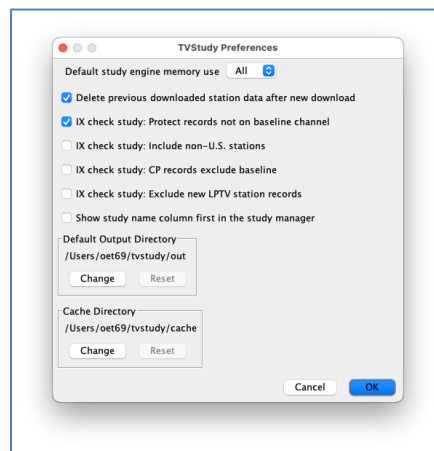 TVStudy Preferences
Default study engine memory use All
Delete previous downloaded station data after new download
IX check study: Protect records not on baseline channel
IX check study: Include non-U.S. stations
IX check study: CP records exclude baseline
IX check study: Exclude new LPTV station records
Show study name column first in the study manager
Default Output Directory
/Users/oet69/tvstudy/out
Change Reset
Cache Directory
/Users/oet69/tvstudy/cache
Change Reset
Cancel OK